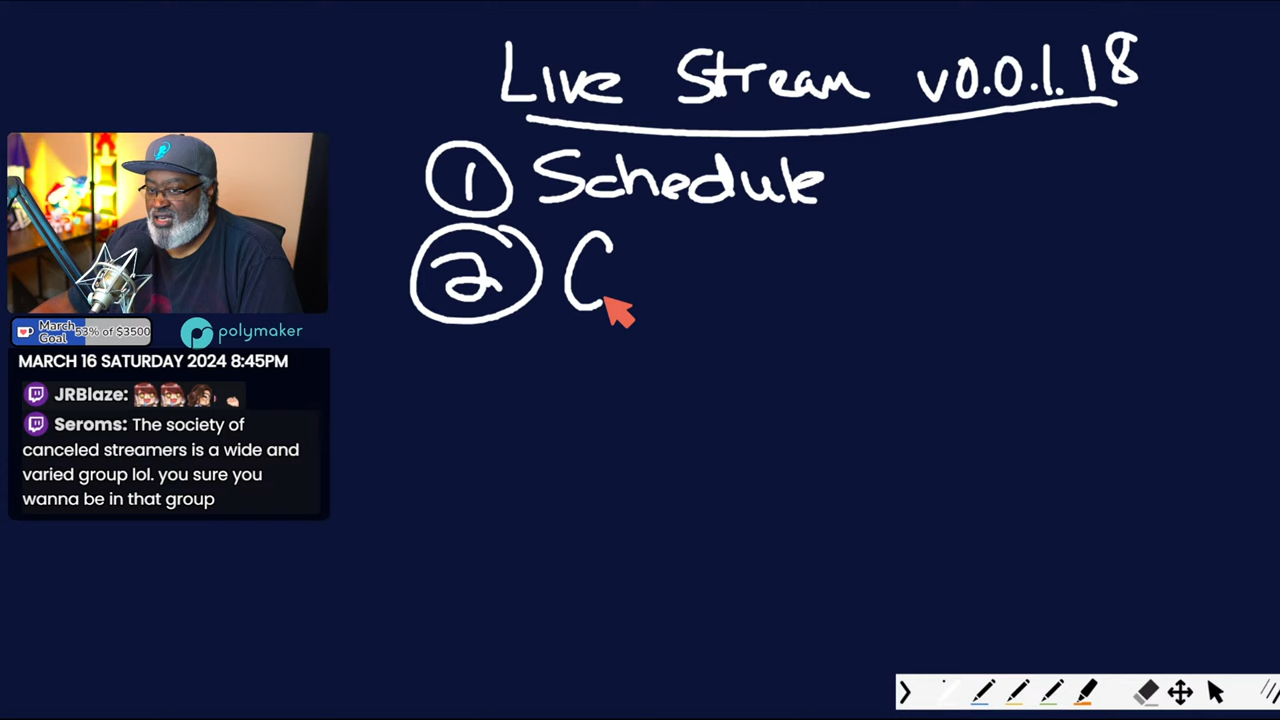 Live Stream v0.0.1.18
1 Schedule
2 C
March Goal 53% of $3500
polymaker
MARCH 16 SATURDAY 2024 8:45PM
JRBlaze:
Seroms: The society of
canceled streamers is a wide and
varied group lol. you sure you
wanna be in that group